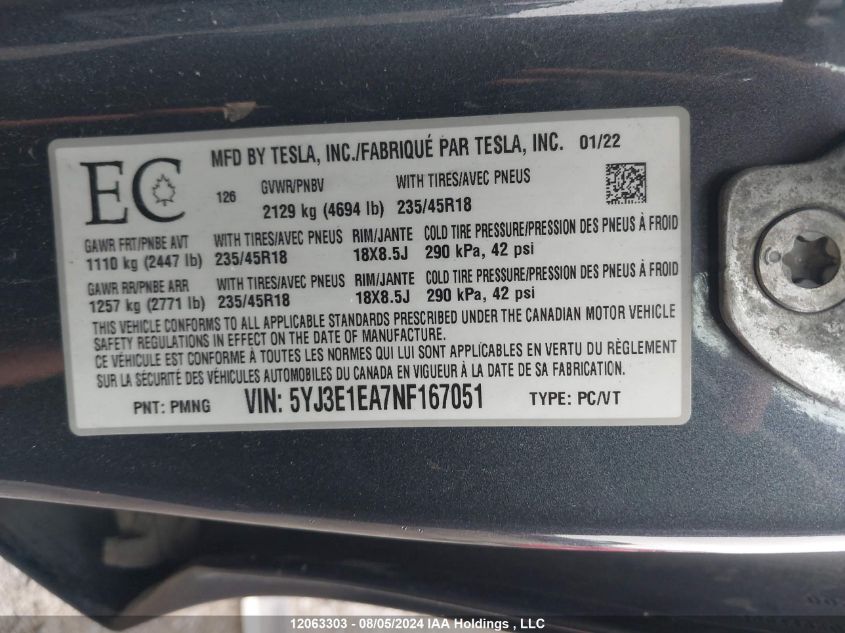 EC
MFD BY TESLA, INC./FABRIQUÉ PAR TESLA, INC. 01/22
126
GVWR/PNBV WITH TIRES/AVEC PNEUS
2129 kg (4694 lb) 235/45R18
GAWR FRT/PNBE AVT WITH TIRES/AVEC PNEUS RIM/JANTE COLD TIRE PRESSURE/PRESSION DES PNEUS À FROID
1110 kg (2447 lb) 235/45R18 18X8.5J 290 kPa, 42 psi
GAWR RR/PNBE ARR WITH TIRES/AVEC PNEUS RIM/JANTE COLD TIRE PRESSURE/PRESSION DES PNEUS À FROID
1257 kg (2771 lb) 235/45R18 18X8.5J 290 kPa, 42 psi
THIS VEHICLE CONFORMS TO ALL APPLICABLE STANDARDS PRESCRIBED UNDER THE CANADIAN MOTOR VEHICLE
SAFETY REGULATIONS IN EFFECT ON THE DATE OF MANUFACTURE.
CE VÉHICULE EST CONFORME À TOUTES LES NORMES QUI LUI SONT APPLICABLES EN VERTU DU RÈGLEMENT
SUR LA SÉCURITÉ DES VÉHICULES AUTOMOBILES DU CANADA EN VIGUEUR À LA DATE DE SA FABRICATION.
PNT: PMNG VIN: 5YJ3E1EA7NF167051 TYPE: PC/VT
12063303 - 08/05/2024 IAA Holdings , LLC